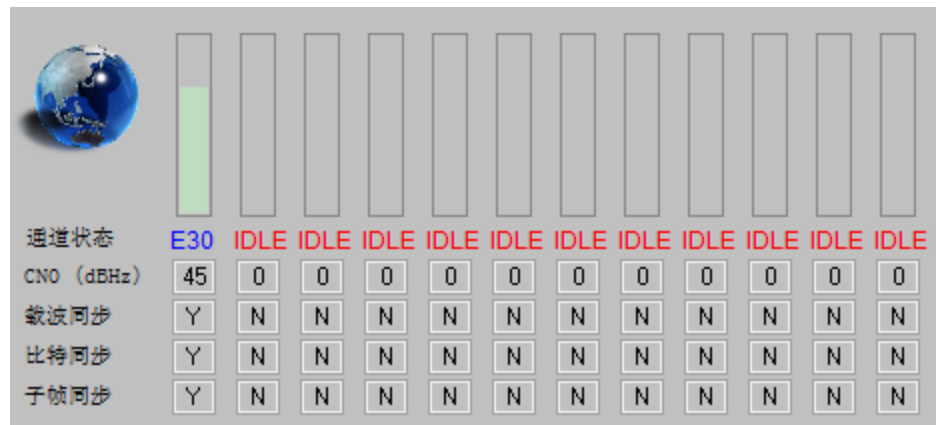 通道状态 E30 IDLE IDLE IDLE IDLE IDLE IDLE IDLE IDLE IDLE IDLE IDLE
CNO (dBHz) 45 0 0 0 0 0 0 0 0 0 0 0
载波同步 Y N N N N N N N N N N N
比特同步 Y N N N N N N N N N N N
子帧同步 Y N N N N N N N N N N N